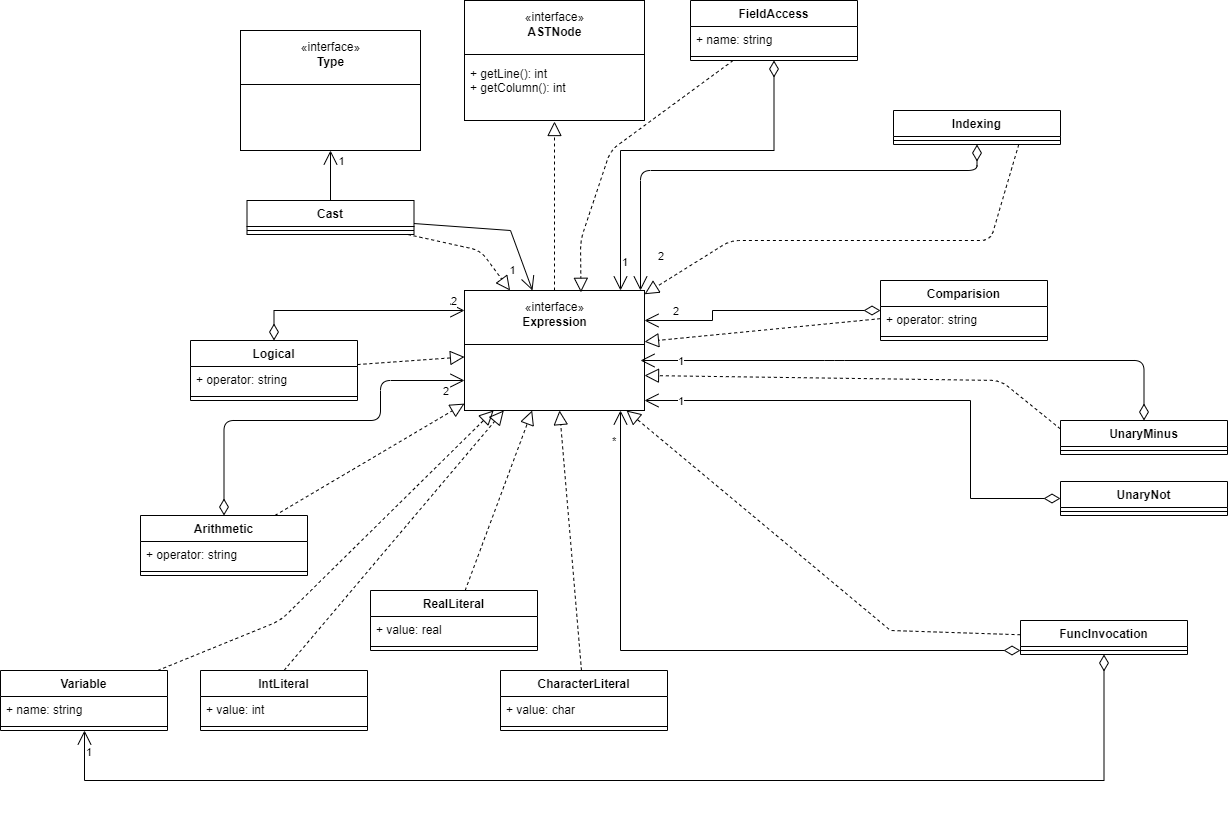 «interface»
ASTNode
+ getLine(): int
+ getColumn(): int
FieldAccess
+ name: string
«interface»
Type
Indexing
1
Cast
1
1
2
«interface»
Expression
2
2
Comparision
+ operator: string
Logical
+ operator: string
1
2
1
UnaryMinus
*
UnaryNot
Arithmetic
+ operator: string
RealLiteral
+ value: real
FuncInvocation
Variable
+ name: string
IntLiteral
+ value: int
CharacterLiteral
+ value: char
1